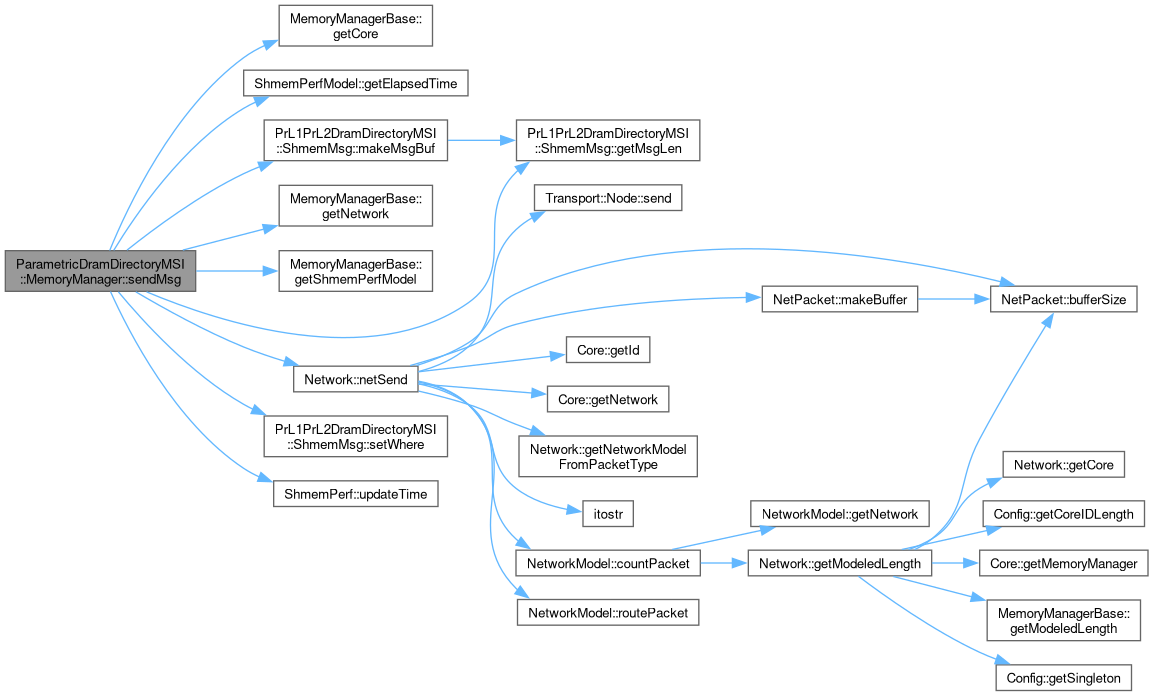 MemoryManagerBase::
getCore
ShmemPerfModel::getElapsedTime
PrL1PrL2DramDirectoryMSI
::ShmemMsg::makeMsgBuf
PrL1PrL2DramDirectoryMSI
::ShmemMsg::getMsgLen
Transport::Node::send
MemoryManagerBase::
getNetwork
ParametricDramDirectoryMSI
::MemoryManager::sendMsg
MemoryManagerBase::
getShmemPerfModel
NetPacket::makeBuffer
NetPacket::bufferSize
Core::getId
Network::netSend
Core::getNetwork
PrL1PrL2DramDirectoryMSI
::ShmemMsg::setWhere
Network::getNetworkModel
FromPacketType
Network::getCore
ShmemPerf::updateTime
itostr
NetworkModel::getNetwork
Config::getCoreIDLength
NetworkModel::countPacket
Network::getModeledLength
Core::getMemoryManager
NetworkModel::routePacket
MemoryManagerBase::
getModeledLength
Config::getSingleton